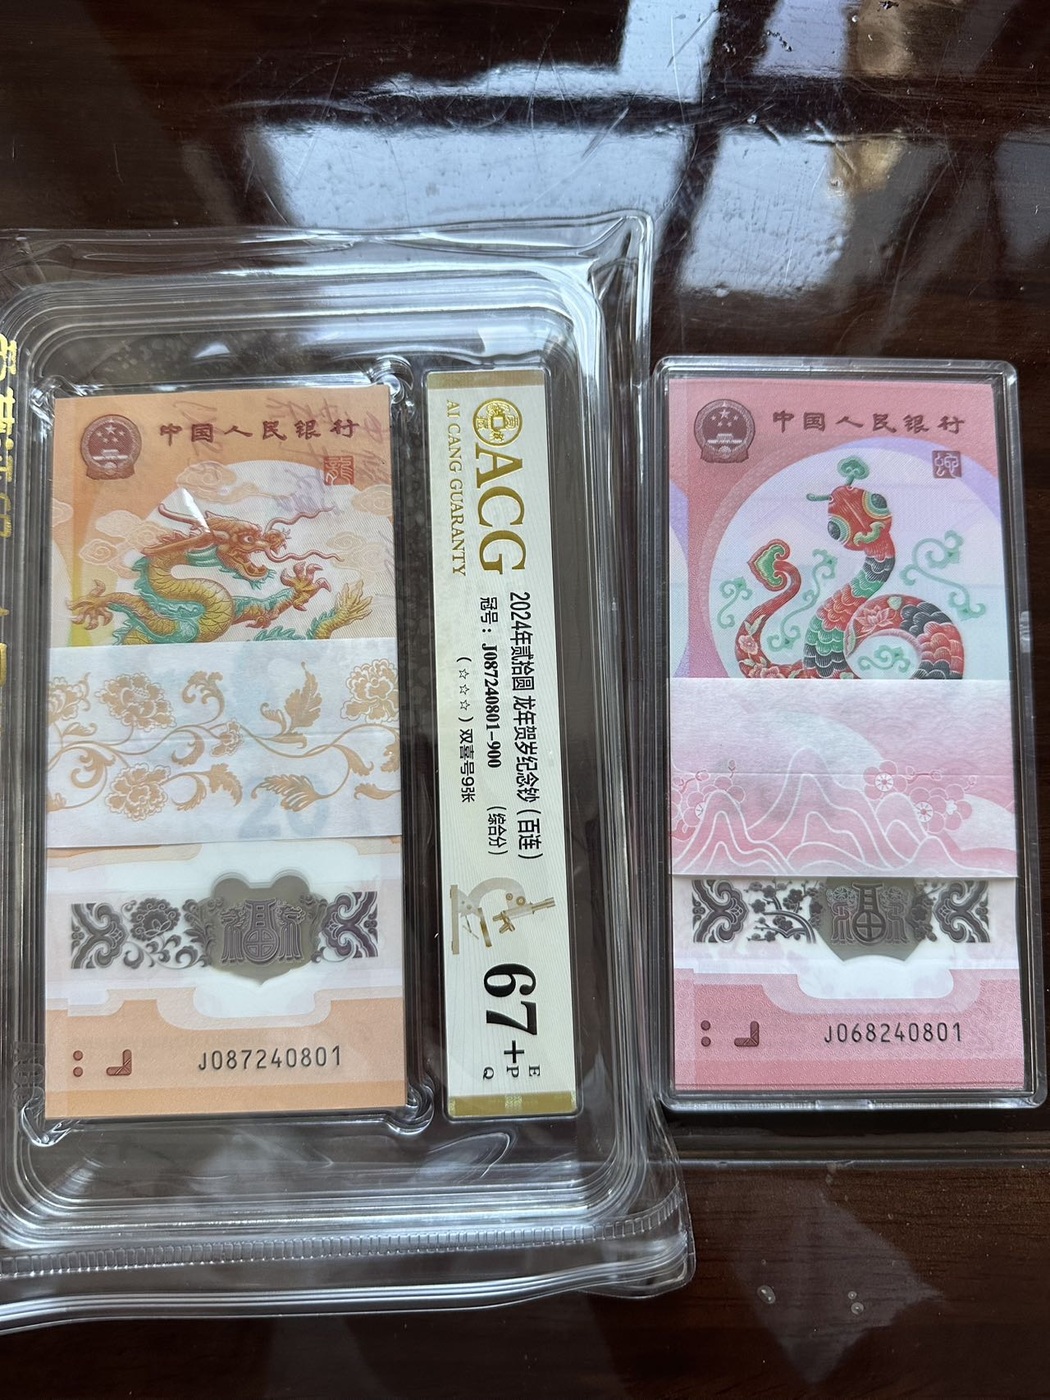 中国人民银行
J087240801
ACG
AI CANG GUARANTY
2024年贰拾圆 龙年贺岁纪念钞（百连）
冠号：J087240801-900 （综合分）
（☆☆☆）双喜号9张
67+
E
P
Q
中国人民银行
J068240801